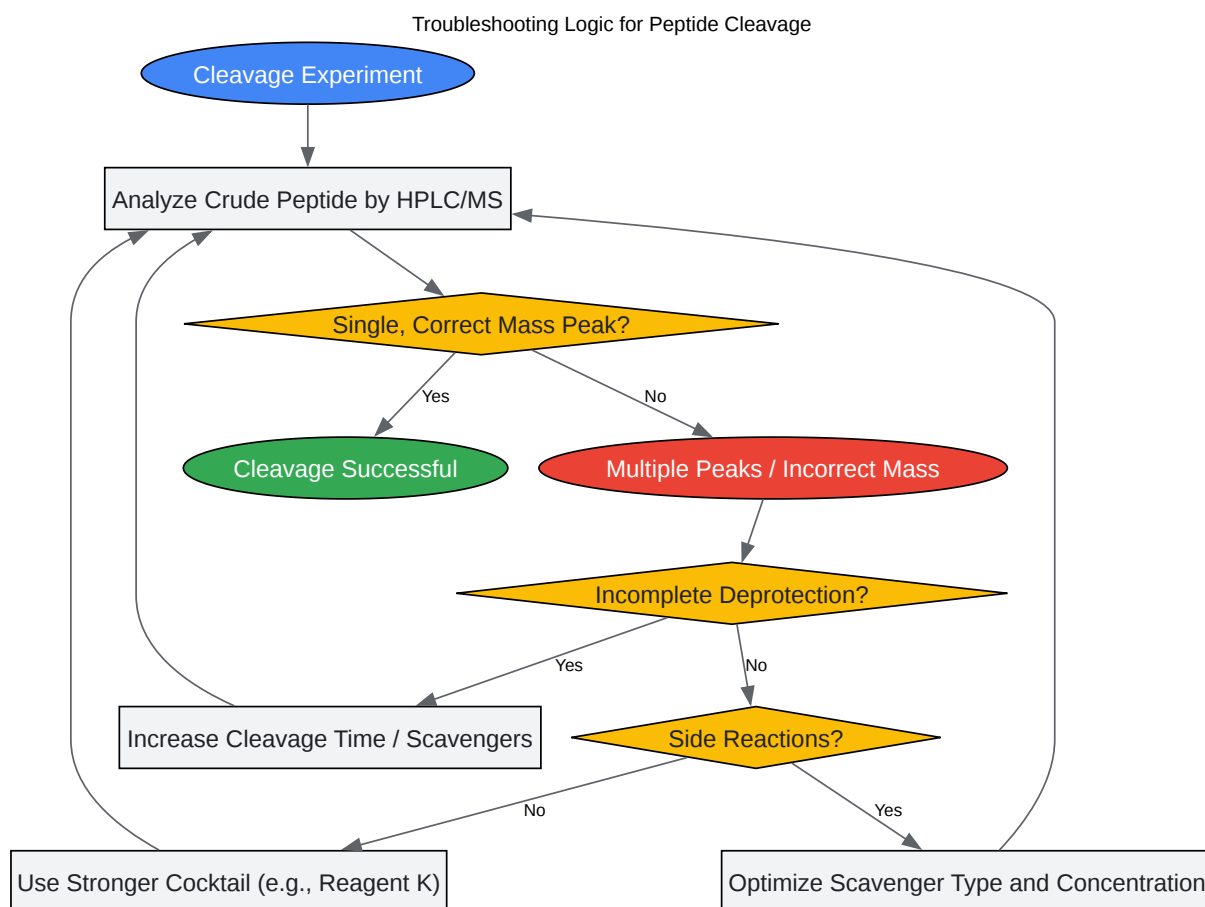 Troubleshooting Logic for Peptide Cleavage
Cleavage Experiment
Analyze Crude Peptide by HPLC/MS
Single, Correct Mass Peak?
Yes
No
Cleavage Successful
Multiple Peaks / Incorrect Mass
Incomplete Deprotection?
Yes
No
Increase Cleavage Time / Scavengers
Side Reactions?
No
Yes
Use Stronger Cocktail (e.g., Reagent K)
Optimize Scavenger Type and Concentration